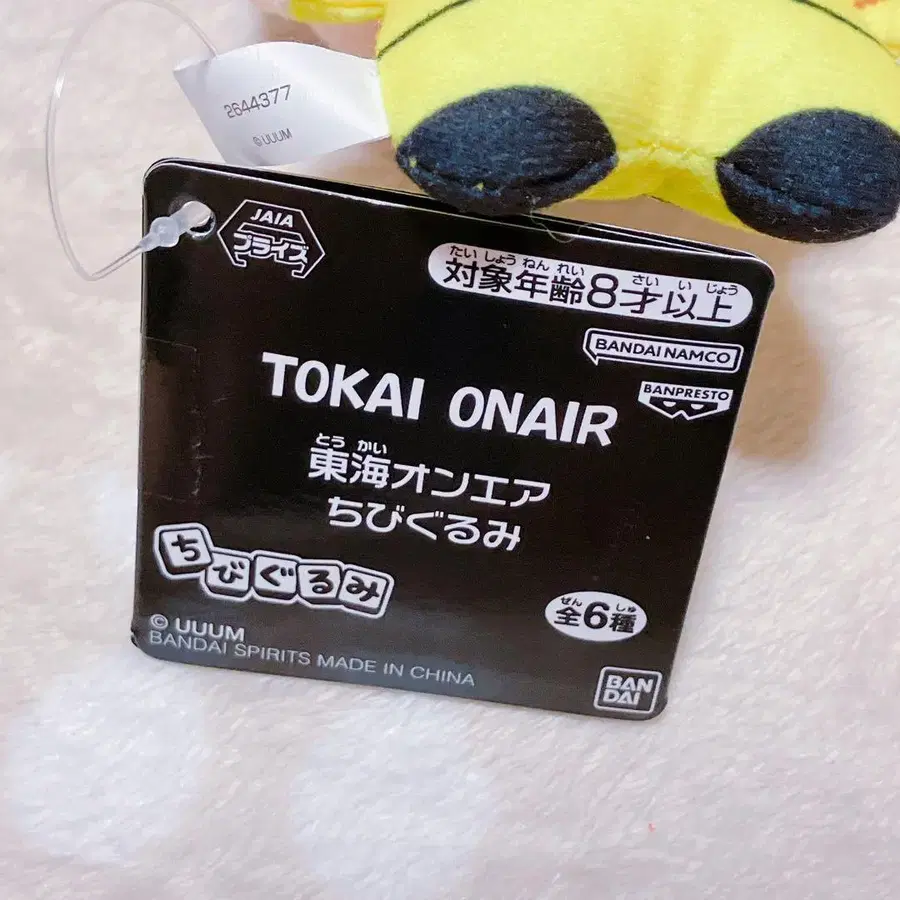 2644377
© UUUM
JAIA
プライズ
たい しょう ねん れい さい い じょう
対象年齢8才以上
BANDAI NAMCO
BANPRESTO
TOKAI ONAIR
とう かい
東海オンエア
ちびぐるみ
ちびぐるみ
ぜん しゅ
全6種
© UUUM
BANDAI SPIRITS MADE IN CHINA
BAN
DAI